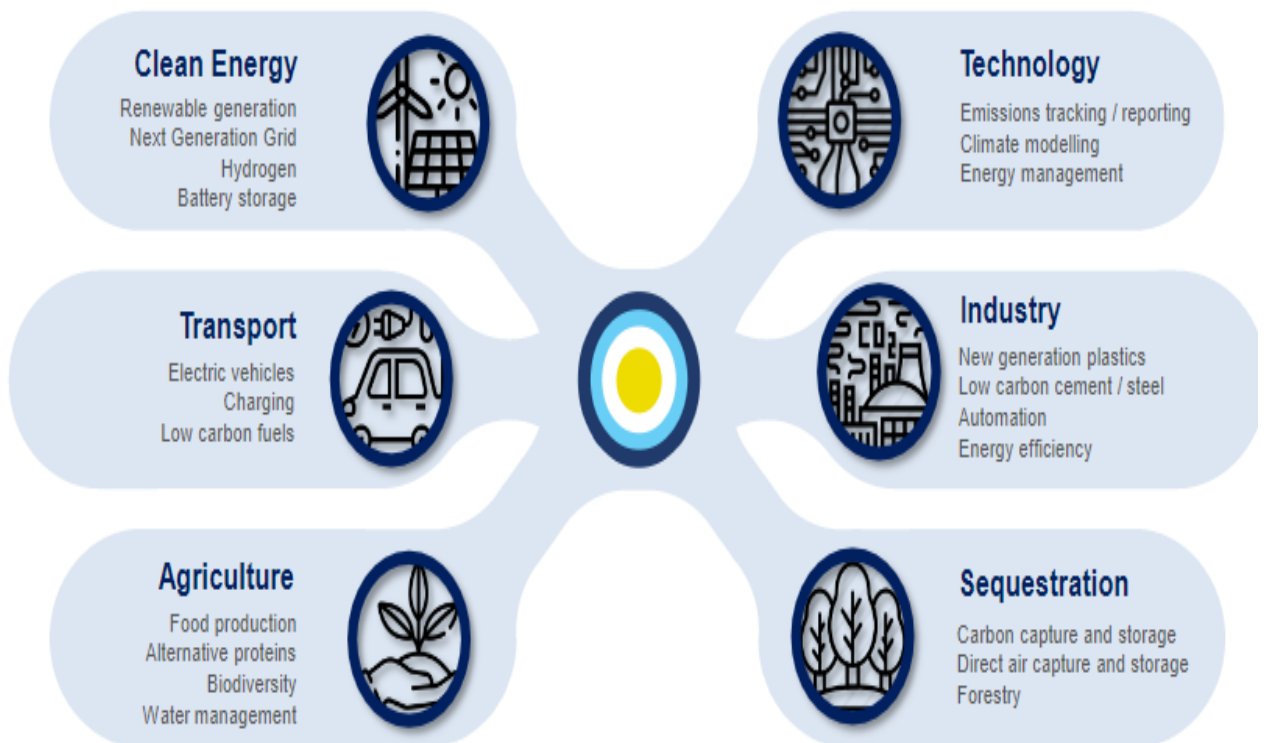 Clean Energy
Renewable generation
Next Generation Grid
Hydrogen
Battery storage
Technology
Emissions tracking / reporting
Climate modelling
Energy management
Transport
Electric vehicles
Charging
Low carbon fuels
Industry
New generation plastics
Low carbon cement / steel
Automation
Energy efficiency
Agriculture
Food production
Alternative proteins
Biodiversity
Water management
Sequestration
Carbon capture and storage
Direct air capture and storage
Forestry